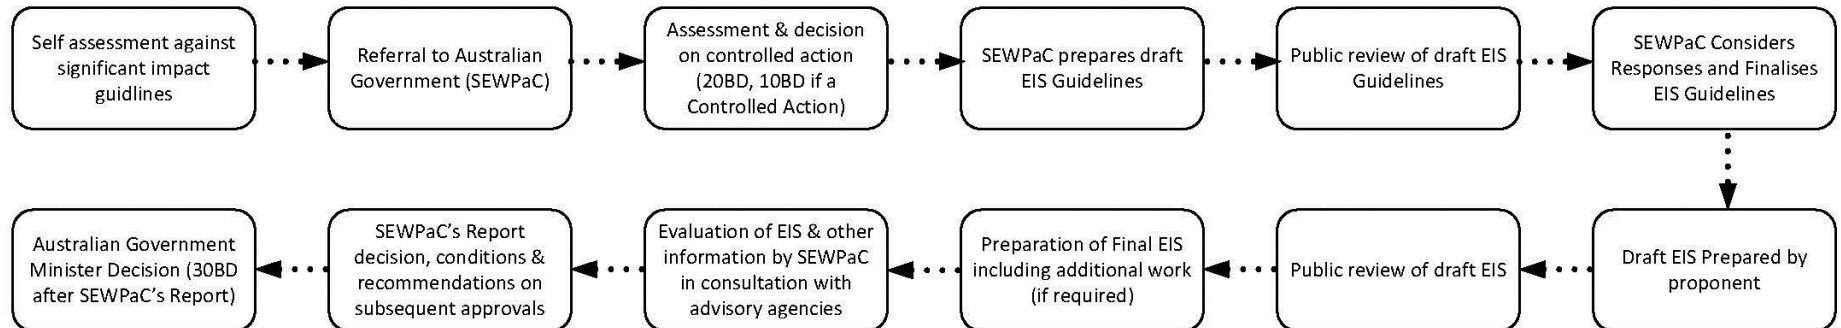 Self assessment against
significant impact
guidlines
Referral to Australian
Government (SEWPaC)
Assessment & decision
on controlled action
(20BD, 10BD if a
Controlled Action)
SEWPaC prepares draft
EIS Guidelines
Public review of draft EIS
Guidelines
SEWPaC Considers
Responses and Finalises
EIS Guidelines
Draft EIS Prepared by
proponent
Public review of draft EIS
Preparation of Final EIS
including additional work
(if required)
Evaluation of EIS & other
information by SEWPaC
in consultation with
advisory agencies
SEWPaC’s Report
decision, conditions &
recommendations on
subsequent approvals
Australian Government
Minister Decision (30BD
after SEWPaC’s Report)